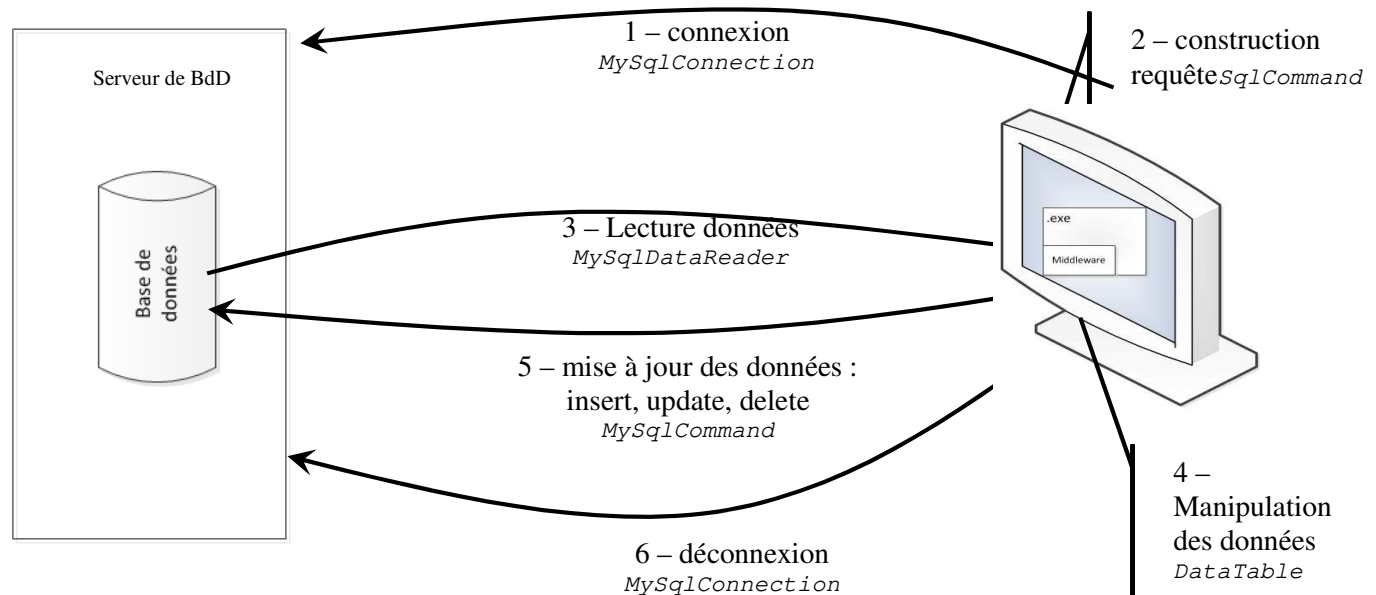 1 – connexion
MySqlConnection
2 – construction
requêteSqlCommand
Serveur de BdD
Base de
données
.exe
Middleware
3 – Lecture données
MySqlDataReader
5 – mise à jour des données :
insert, update, delete
MySqlCommand
4 –
Manipulation
des données
DataTable
6 – déconnexion
MySqlConnection